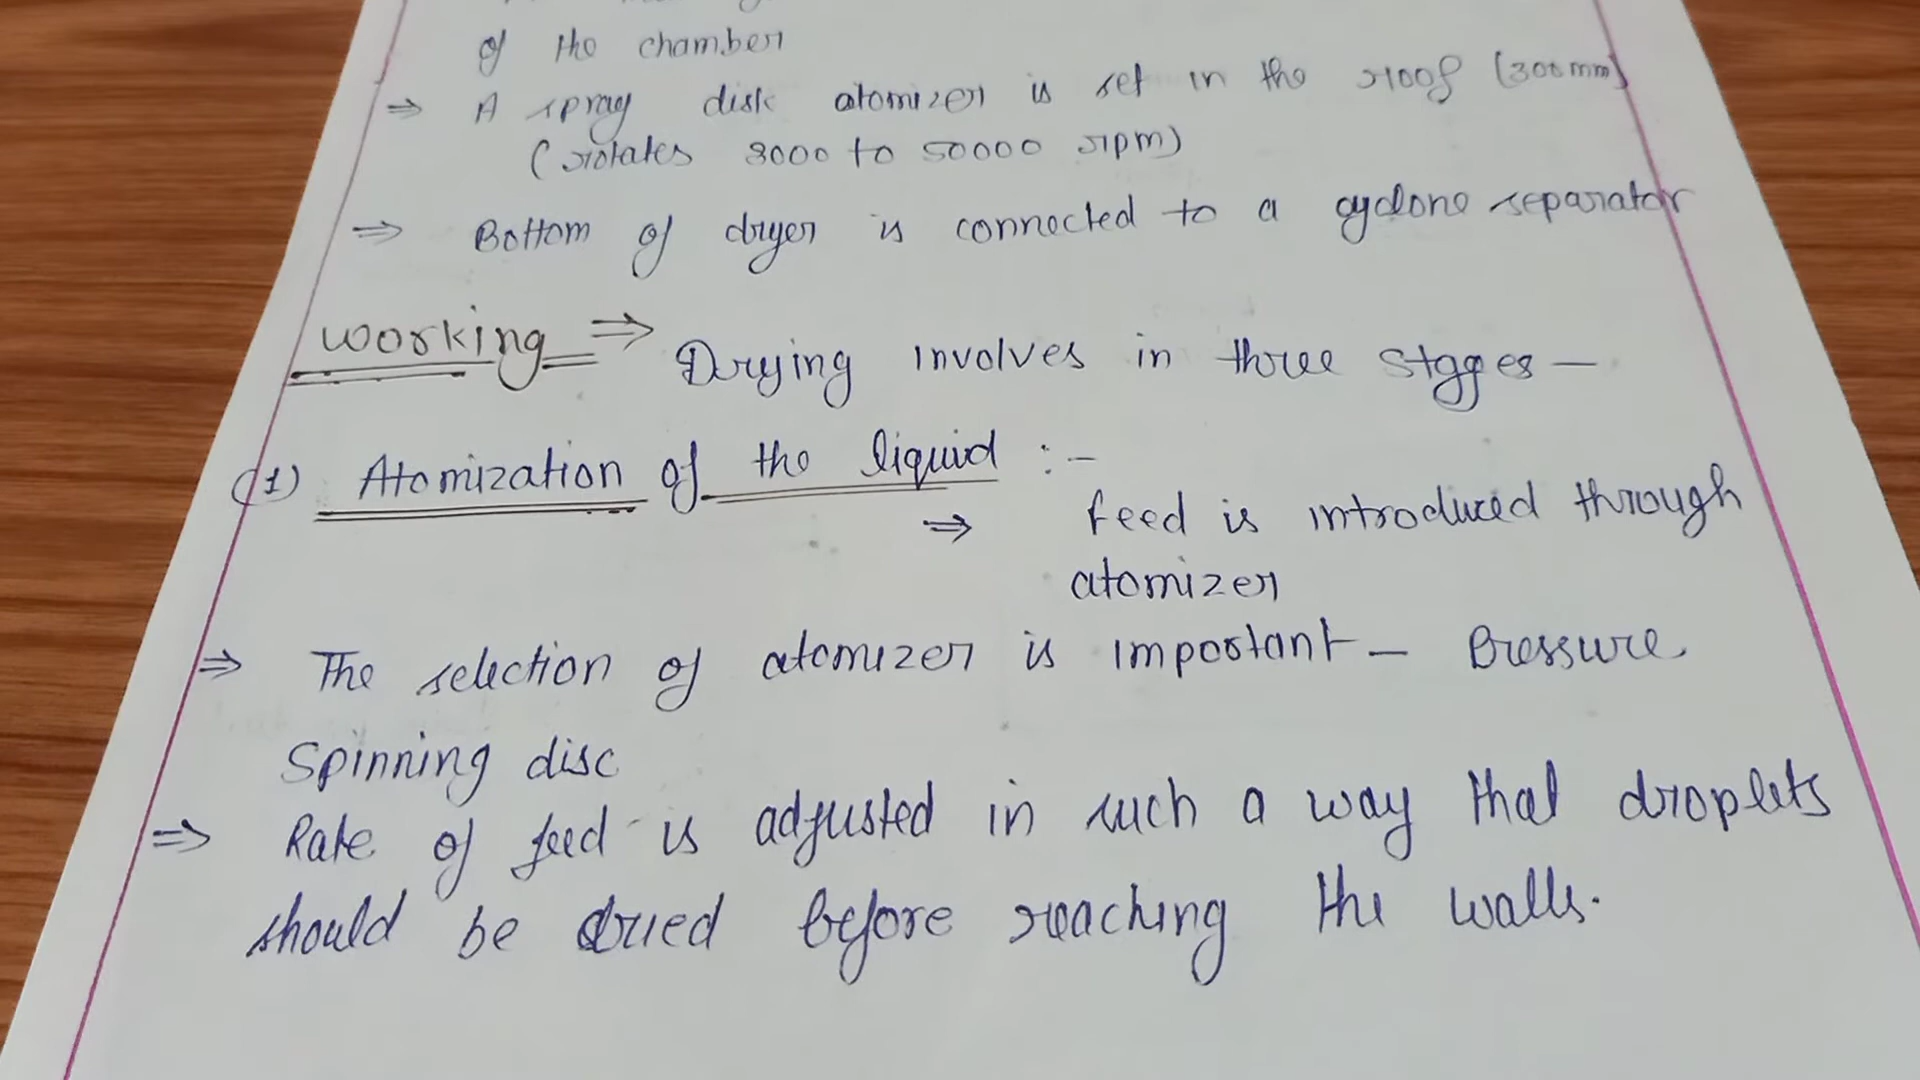 of the chamber
⇒ A spray disk atomizer is set in the roof (300mm)
(rotates 3000 to 50000 rpm)
⇒ Bottom of dryer is connected to a cyclone separator
Working ⇒ Drying involves in three stages —
(1) Atomization of the liquid :-
⇒ feed is introduced through
atomizer
⇒ The selection of atomizer is important – Pressure
Spinning disc
⇒ Rate of feed is adjusted in such a way that droplets
should be dried before reaching the walls.